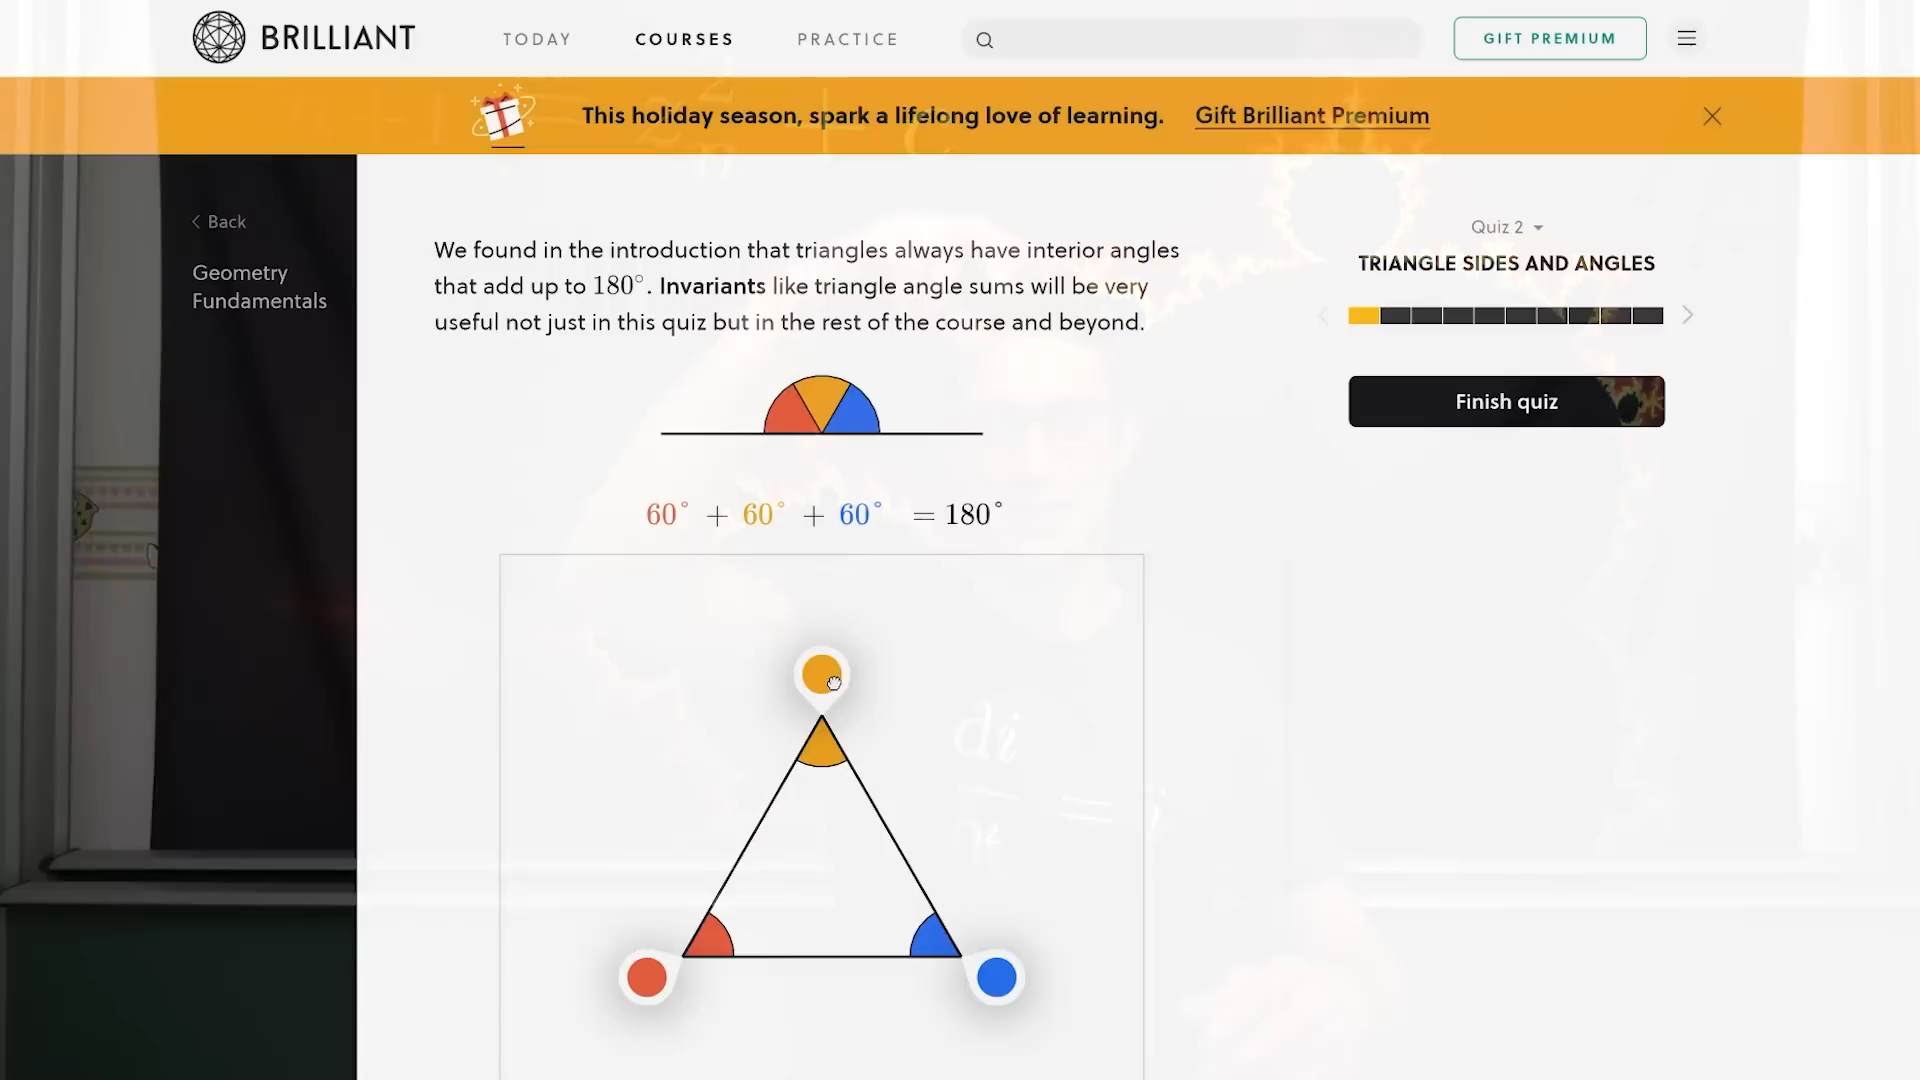 BRILLIANT
TODAY
COURSES
PRACTICE
GIFT PREMIUM
This holiday season, spark a lifelong love of learning. Gift Brilliant Premium
Back
Geometry
Fundamentals
We found in the introduction that triangles always have interior angles
that add up to 180°. Invariants like triangle angle sums will be very
useful not just in this quiz but in the rest of the course and beyond.
60° + 60° + 60° = 180°
Quiz 2
TRIANGLE SIDES AND ANGLES
Finish quiz